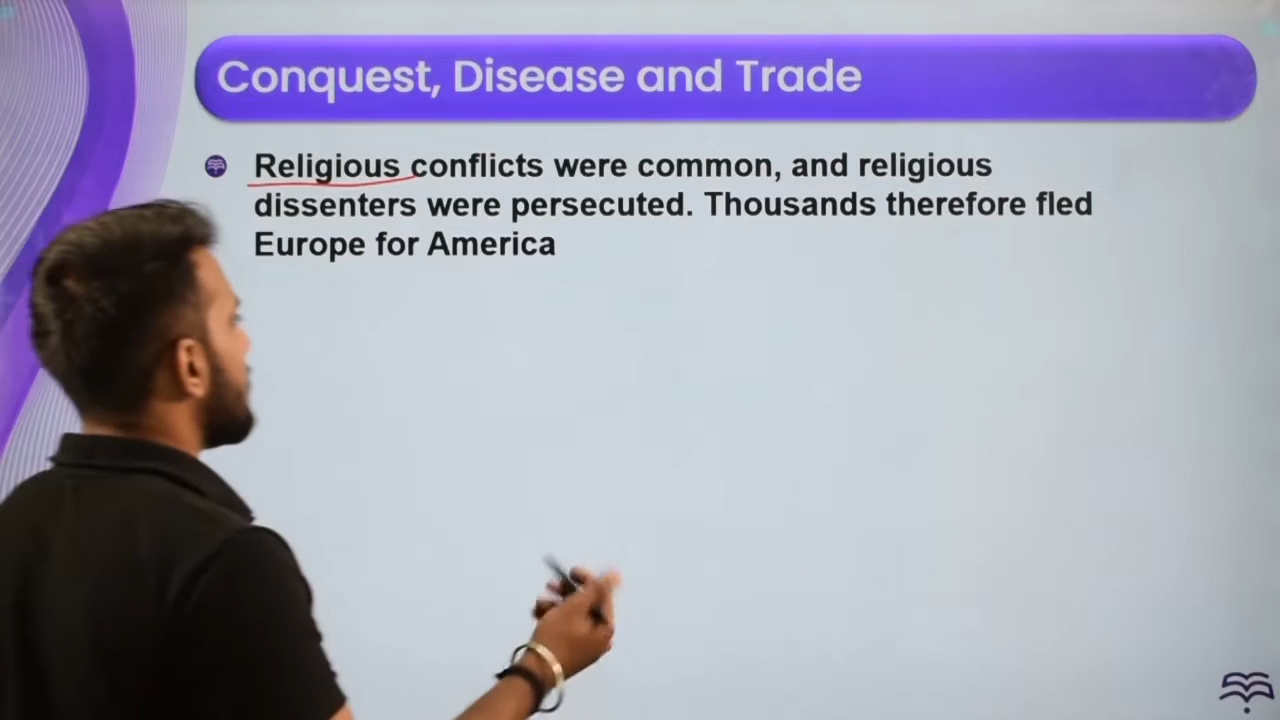 Conquest, Disease and Trade
Religious conflicts were common, and religious
dissenters were persecuted. Thousands therefore fled
Europe for America